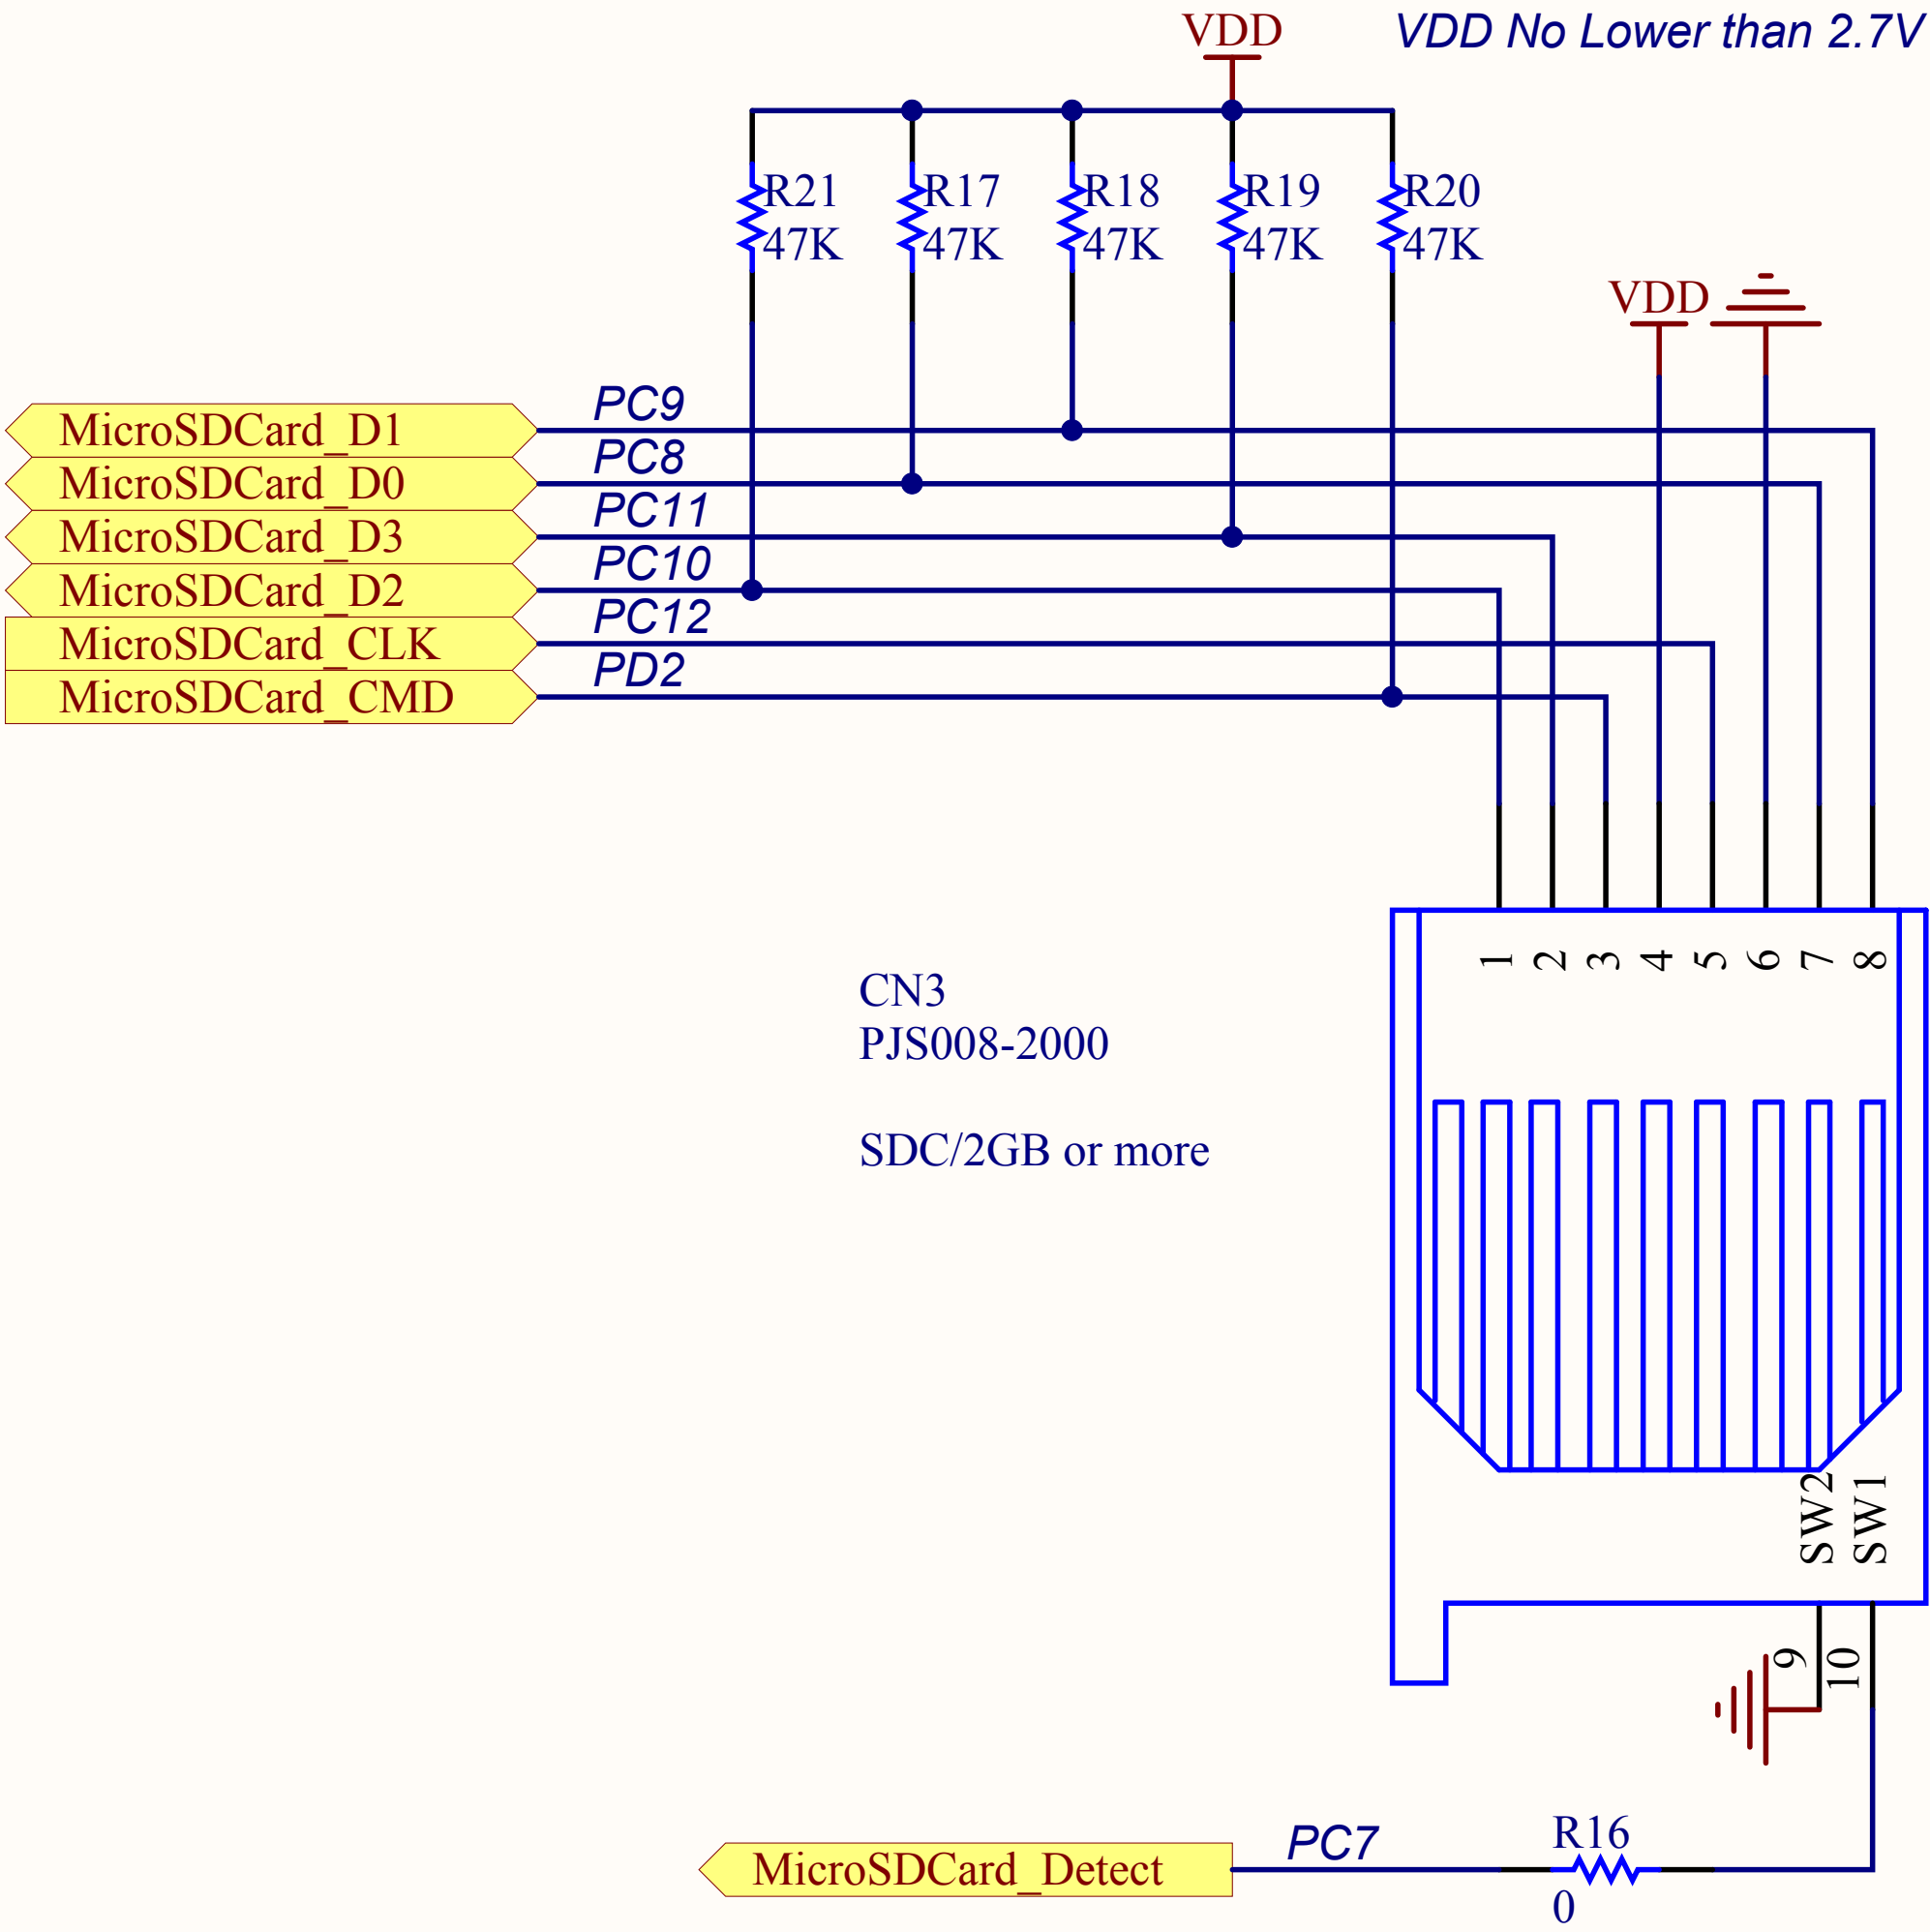 VDD
VDD No Lower than 2.7V
R21
47K
R17
47K
R18
47K
R19
47K
R20
47K
VDD
MicroSDCard_D1
PC9
MicroSDCard_D0
PC8
MicroSDCard_D3
PC11
MicroSDCard_D2
PC10
MicroSDCard_CLK
PC12
MicroSDCard_CMD
PD2
1
2
3
4
5
6
7
8
CN3
PJS008-2000
SDC/2GB or more
SW2
SW1
9
10
MicroSDCard_Detect
PC7
R16
0